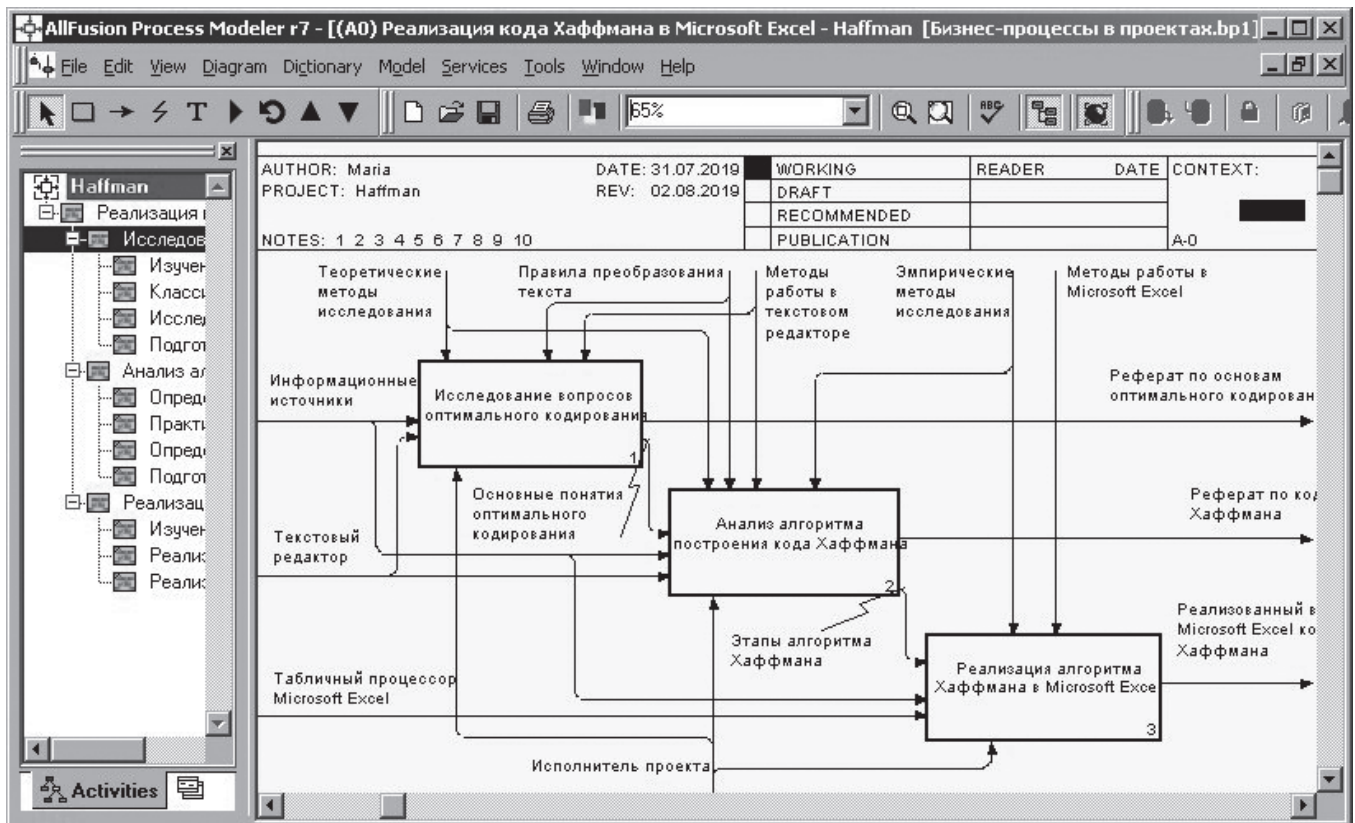 AllFusion Process Modeler r7 - [(A0) Реализация кода Хаффмана в Microsoft Excel - Haffman [Бизнес-процессы в проектах.bp1]
File Edit View Diagram Dictionary Model Services Tools Window Help
65%
ABC
Haffman
Реализация
Исследов
Изучен
Класси
Исслед
Подгот
Анализ ал
Опреде
Практи
Опреде
Подгот
Реализац
Изучен
Реализ
Реализ
Activities
AUTHOR: Maria
PROJECT: Haffman
DATE: 31.07.2019
REV: 02.08.2019
NOTES: 1 2 3 4 5 6 7 8 9 10
WORKING
DRAFT
RECOMMENDED
PUBLICATION
READER DATE
CONTEXT:
A-0
Теоретические
методы
исследования
Правила преобразования
текста
Методы
работы в
текстовом
редакторе
Эмпирические
методы
исследования
Методы работы в
Microsoft Excel
Информационные
источники
Исследование вопросов
оптимального кодирования
1
Реферат по основам
оптимального кодирован
Основные понятия
оптимального
кодирования
Текстовый
редактор
Анализ алгоритма
построения кода Хаффмана
2
Реферат по код
Хаффмана
Этапы алгоритма
Хаффмана
Табличный процессор
Microsoft Excel
Реализация алгоритма
Хаффмана в Microsoft Exce
3
Реализованный в
Microsoft Excel ко
Хаффмана
Исполнитель проекта